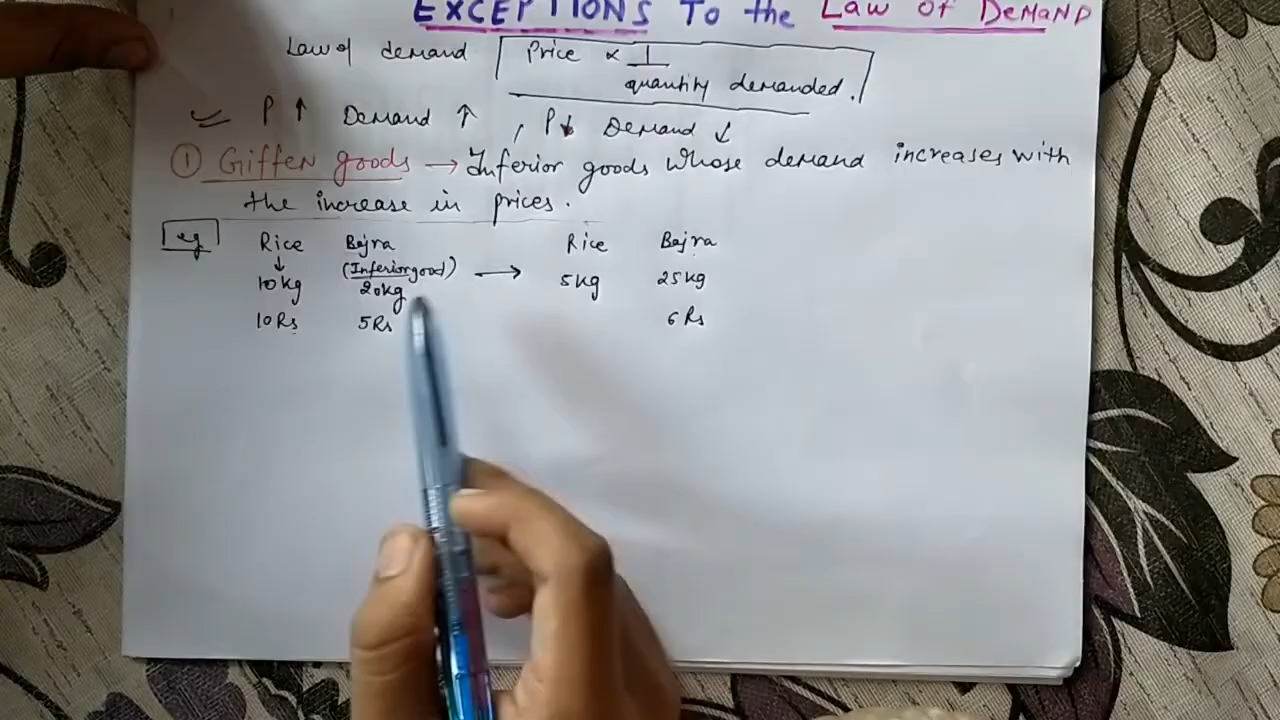 EXCEPTIONS To the Law Of DeMAND
Law of demand Price ∝ 1
quantity demanded.
P ↑ Demand ↑ , P↓ Demand ↓
① Giffen goods → Inferior goods Whose demand increases with
the increase in prices.
eg Rice Bajra Rice Bajra
↓ (Inferior good) →
10kg 20kg 5kg 25kg
10Rs 5Rs 6Rs